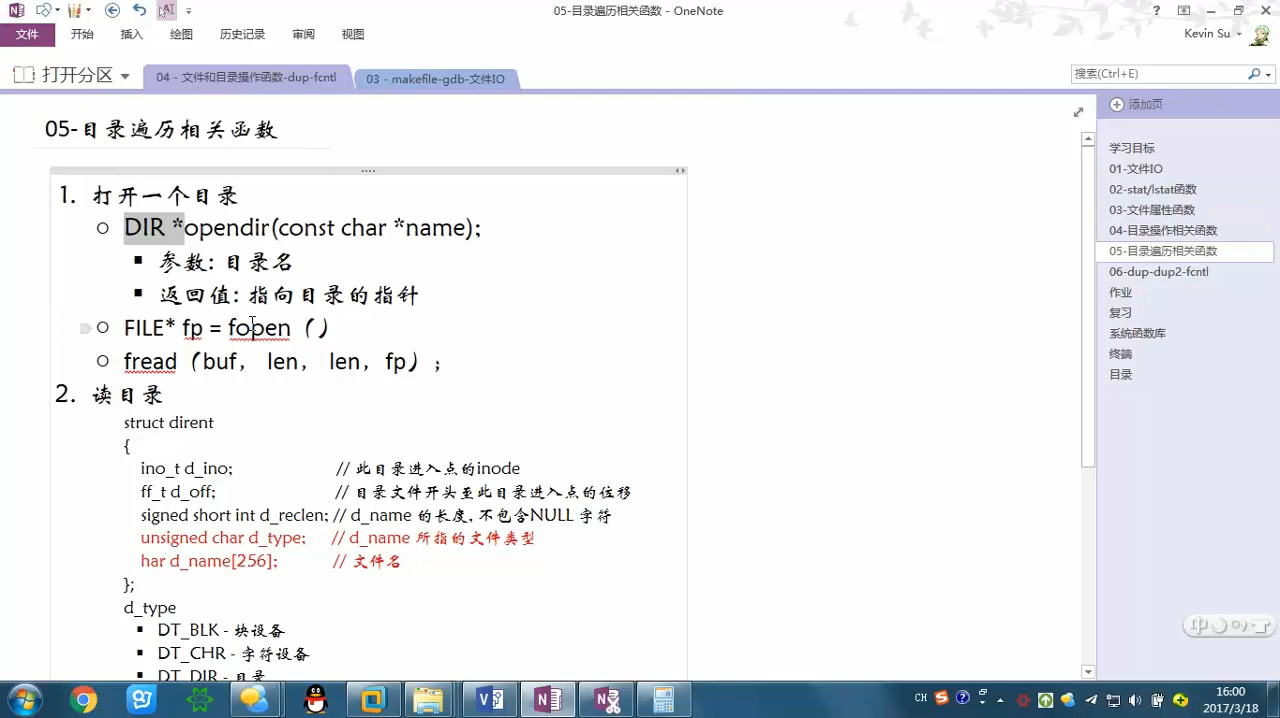 05-目录遍历相关函数 - OneNote
文件 开始 插入 绘图 历史记录 审阅 视图
Kevin Su
打开分区
04 - 文件和目录操作函数-dup-fcntl
03 - makefile-gdb-文件IO
搜索(Ctrl+E)
05-目录遍历相关函数
1. 打开一个目录
DIR *opendir(const char *name);
参数: 目录名
返回值: 指向目录的指针
FILE* fp = fopen（）
fread（buf， len， len，fp）;
2. 读目录
struct dirent
{
ino_t d_ino; // 此目录进入点的inode
ff_t d_off; // 目录文件开头至此目录进入点的位移
signed short int d_reclen; // d_name 的长度, 不包含NULL 字符
unsigned char d_type; // d_name 所指的文件类型
har d_name[256]; // 文件名
};
d_type
DT_BLK - 块设备
DT_CHR - 字符设备
DT_DIR - 目录
添加页
学习目标
01-文件IO
02-stat/lstat函数
03-文件属性函数
04-目录操作相关函数
05-目录遍历相关函数
06-dup-dup2-fcntl
作业
复习
系统函数库
终端
目录
中
CH
16:00
2017/3/18